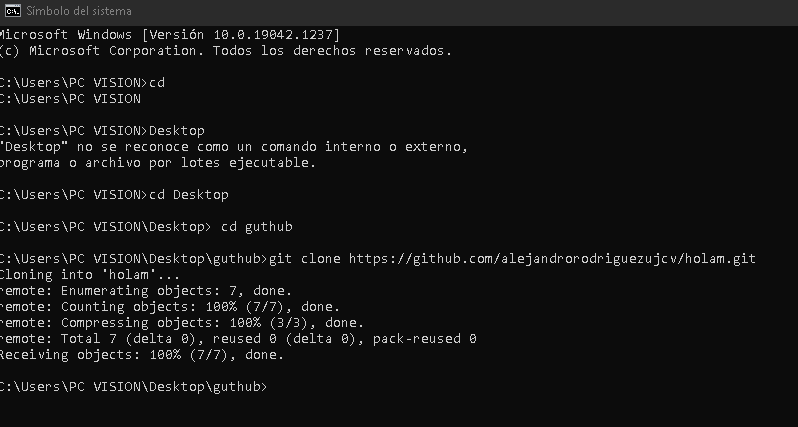 Símbolo del sistema
Microsoft Windows [Versión 10.0.19042.1237]
(c) Microsoft Corporation. Todos los derechos reservados.
C:\Users\PC VISION>cd
C:\Users\PC VISION
C:\Users\PC VISION>Desktop
"Desktop" no se reconoce como un comando interno o externo,
programa o archivo por lotes ejecutable.
C:\Users\PC VISION>cd Desktop
C:\Users\PC VISION\Desktop> cd guthub
C:\Users\PC VISION\Desktop\guthub>git clone https://github.com/alejandrorodriguezujcv/holam.git
Cloning into 'holam'...
remote: Enumerating objects: 7, done.
remote: Counting objects: 100% (7/7), done.
remote: Compressing objects: 100% (3/3), done.
remote: Total 7 (delta 0), reused 0 (delta 0), pack-reused 0
Receiving objects: 100% (7/7), done.
C:\Users\PC VISION\Desktop\guthub>